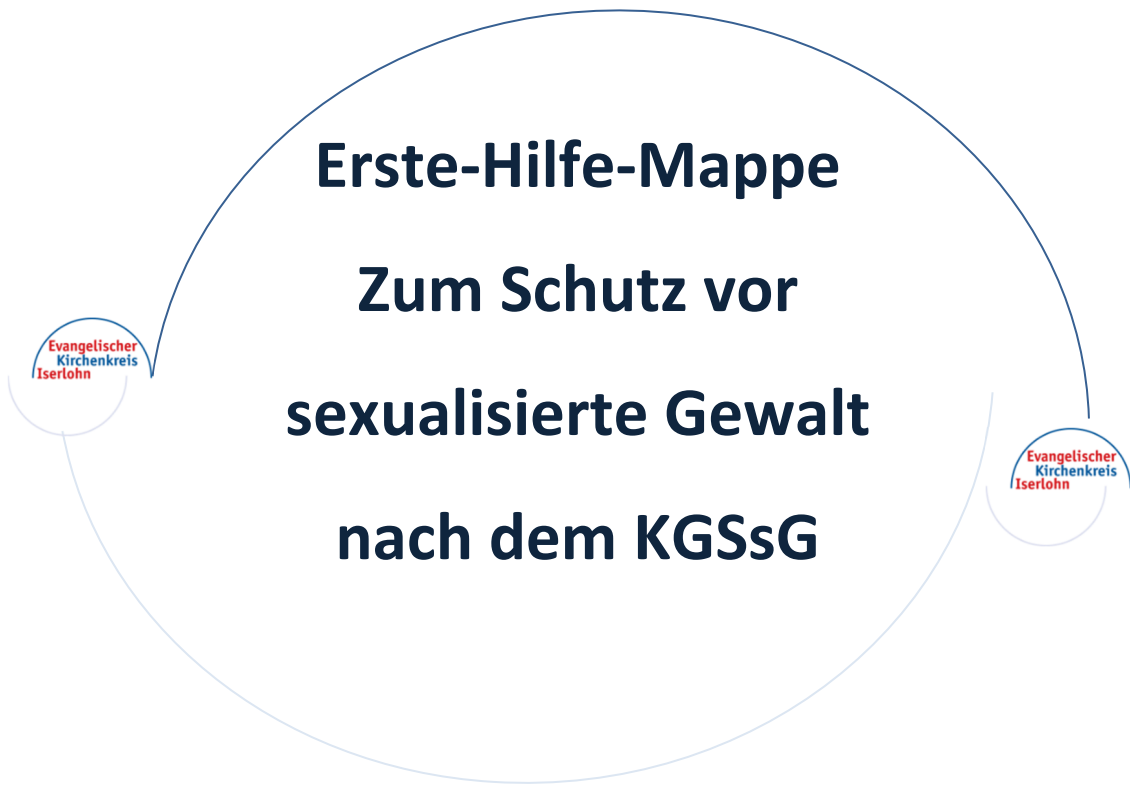 Erste-Hilfe-Mappe
Zum Schutz vor
sexualisierte Gewalt
nach dem KGSsG
Evangelischer
Kirchenkreis
Iserlohn
Evangelischer
Kirchenkreis
Iserlohn